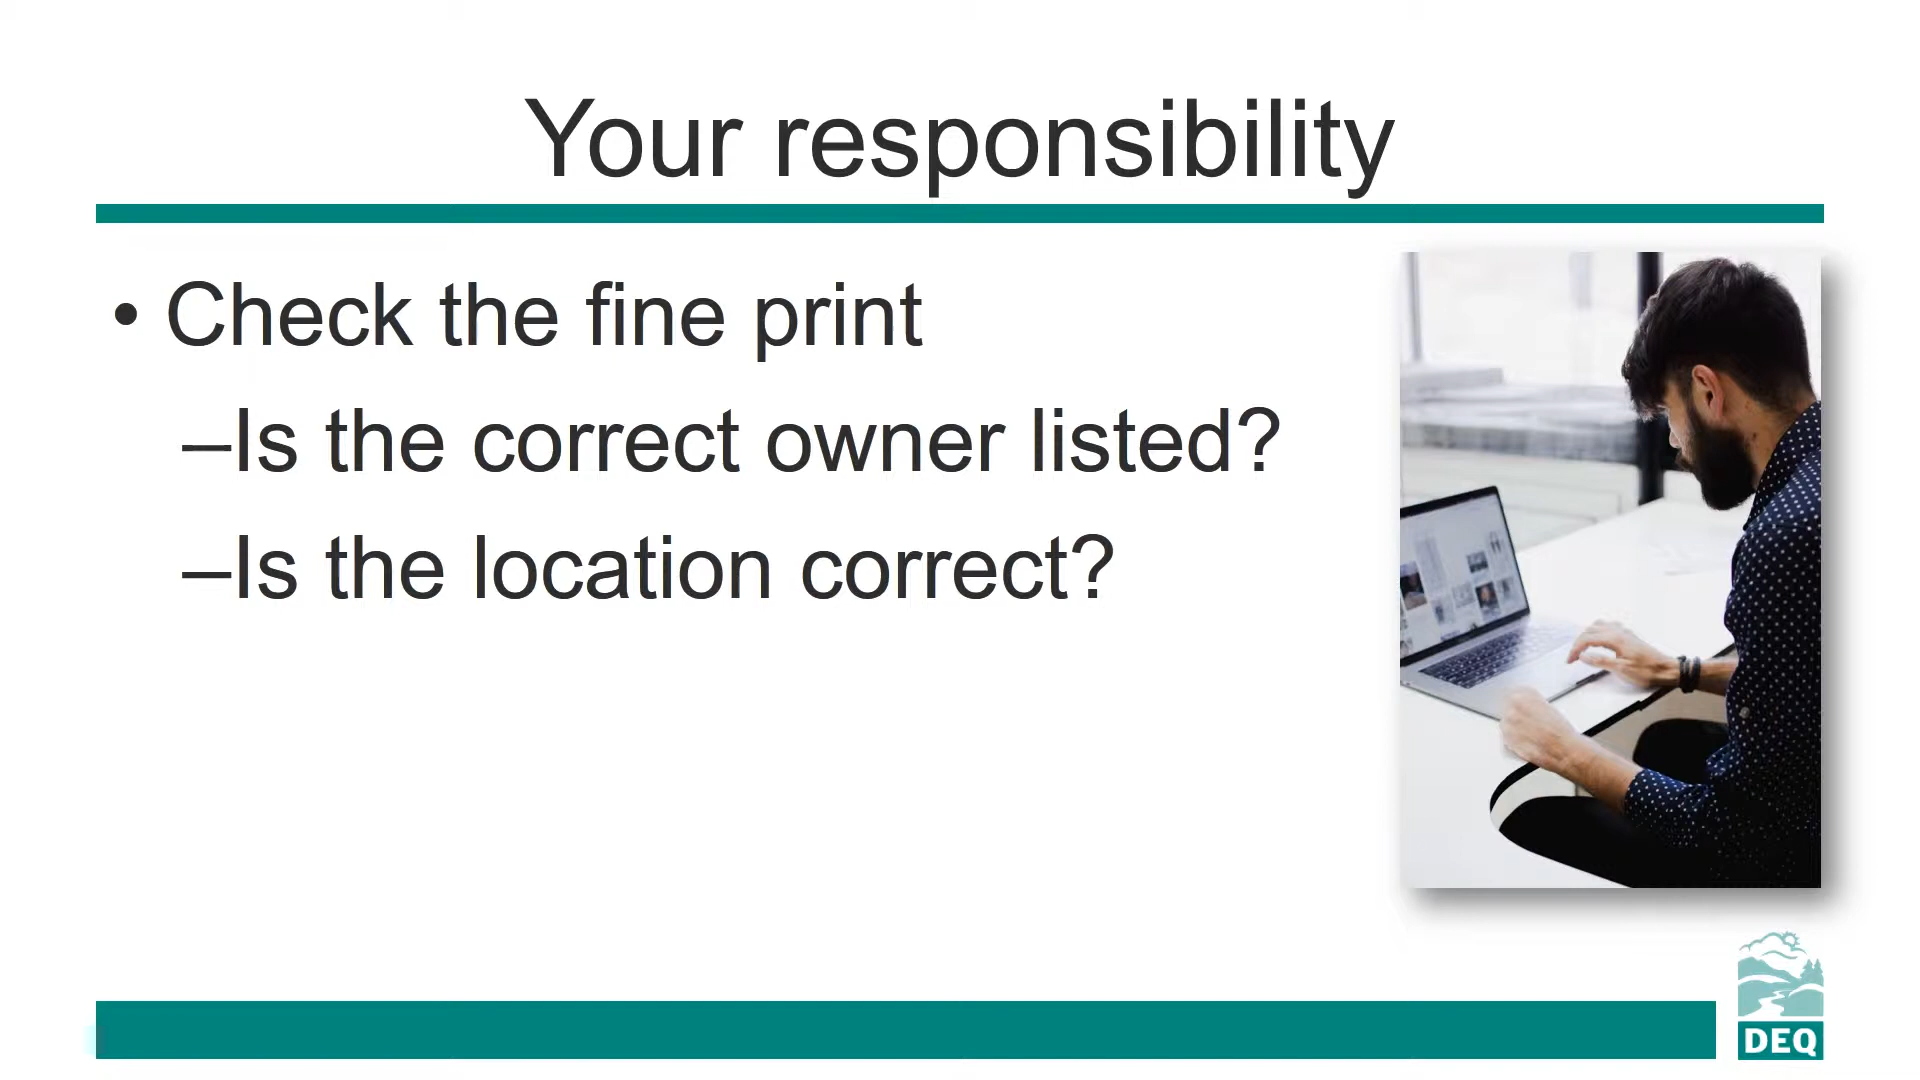 Your responsibility
• Check the fine print
–Is the correct owner listed?
–Is the location correct?
DEQ